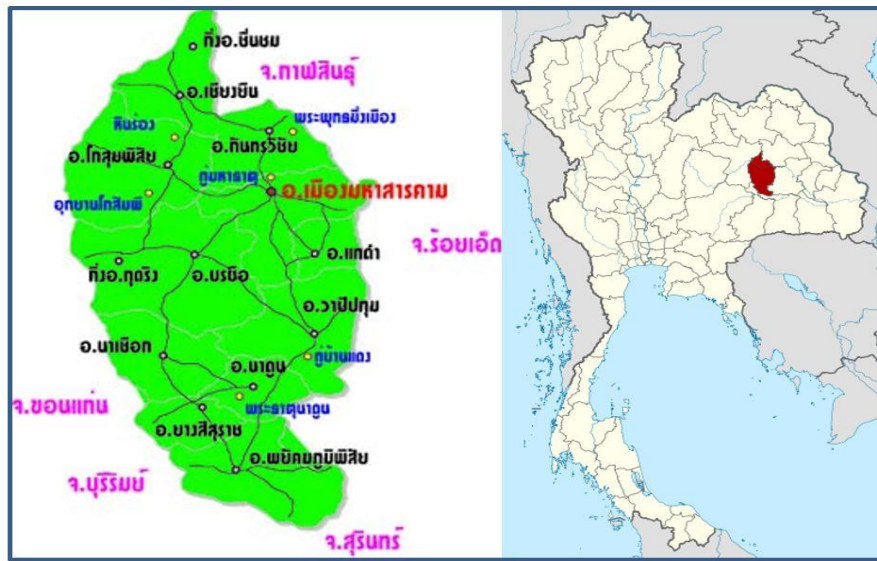 กิ่งอ.ชื่นชม
จ.กาฬสินธุ์
อ.เชียงยืน
พระพุทธมิ่งเมือง
หินร่อง
อ.กันทรวิชัย
อ.โกสุมพิสัย
กู่มหาธาตุ
อ.เมืองมหาสารคาม
อุทยานโกสัมพี
จ.ร้อยเอ็ด
อ.แกดำ
กิ่งอ.กุดรัง
อ.บรบือ
อ.วาปีปทุม
อ.นาเชือก
กู่บ้านแดง
อ.นาดูน
จ.ขอนแก่น
พระธาตุนาดูน
อ.ยางสีสุราช
อ.พยัคฆภูมิพิสัย
จ.บุรีรัมย์
จ.สุรินทร์